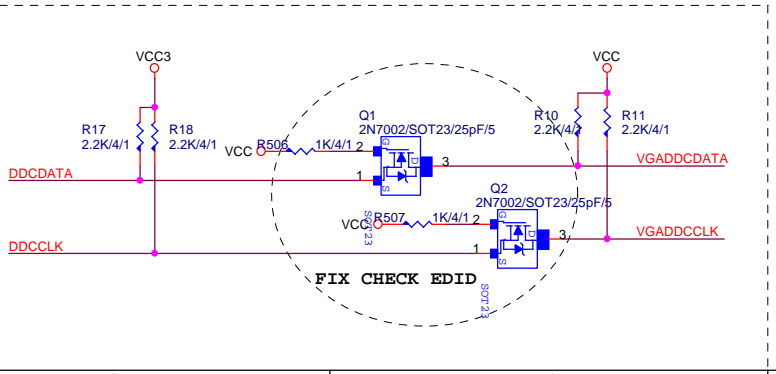 VCC3
VCC
Q1
2N7002/SOT23/25pF/5
R17
2.2K/4/1
R18
2.2K/4/1
R10
2.2K/4/1
R11
2.2K/4/1
VCC
R506
1K/4/1
2
G
D
S
3
1
DDCDATA
VGADDCDATA
Q2
2N7002/SOT23/25pF/5
VCC
R507
1K/4/1
2
G
D
S
3
1
SOT23
DDCCLK
VGADDCCLK
FIX CHECK EDID
SOT23